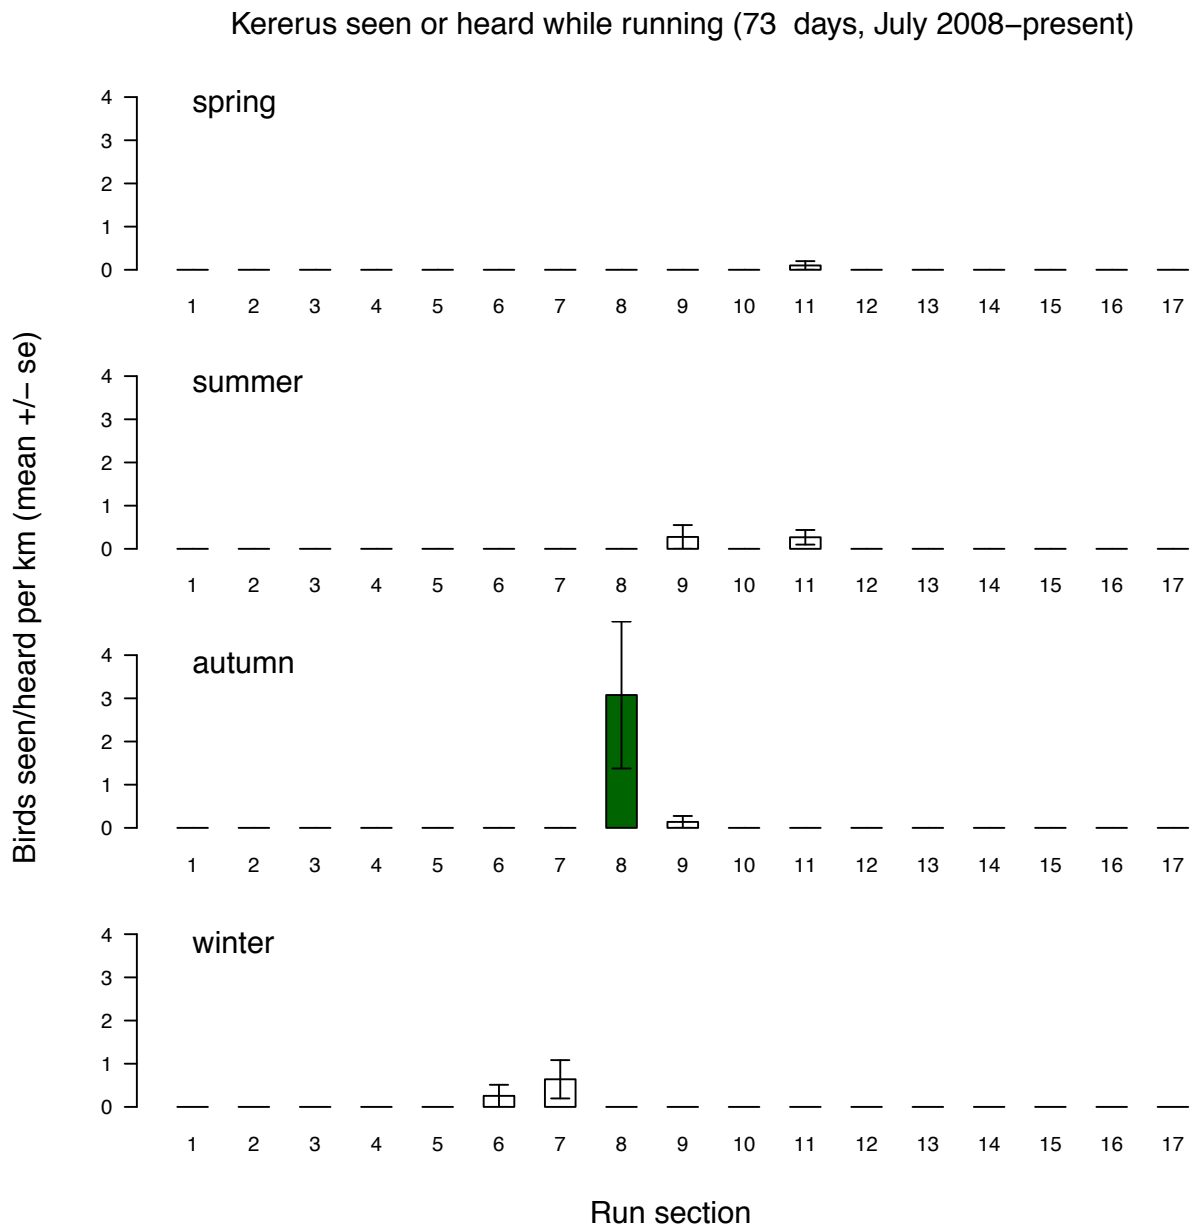 Kererus seen or heard while running (73 days, July 2008–present)
Birds seen/heard per km (mean +/− se)
spring
4
3
2
1
0
1 2 3 4 5 6 7 8 9 10 11 12 13 14 15 16 17
summer
4
3
2
1
0
1 2 3 4 5 6 7 8 9 10 11 12 13 14 15 16 17
autumn
4
3
2
1
0
1 2 3 4 5 6 7 8 9 10 11 12 13 14 15 16 17
winter
4
3
2
1
0
1 2 3 4 5 6 7 8 9 10 11 12 13 14 15 16 17
Run section